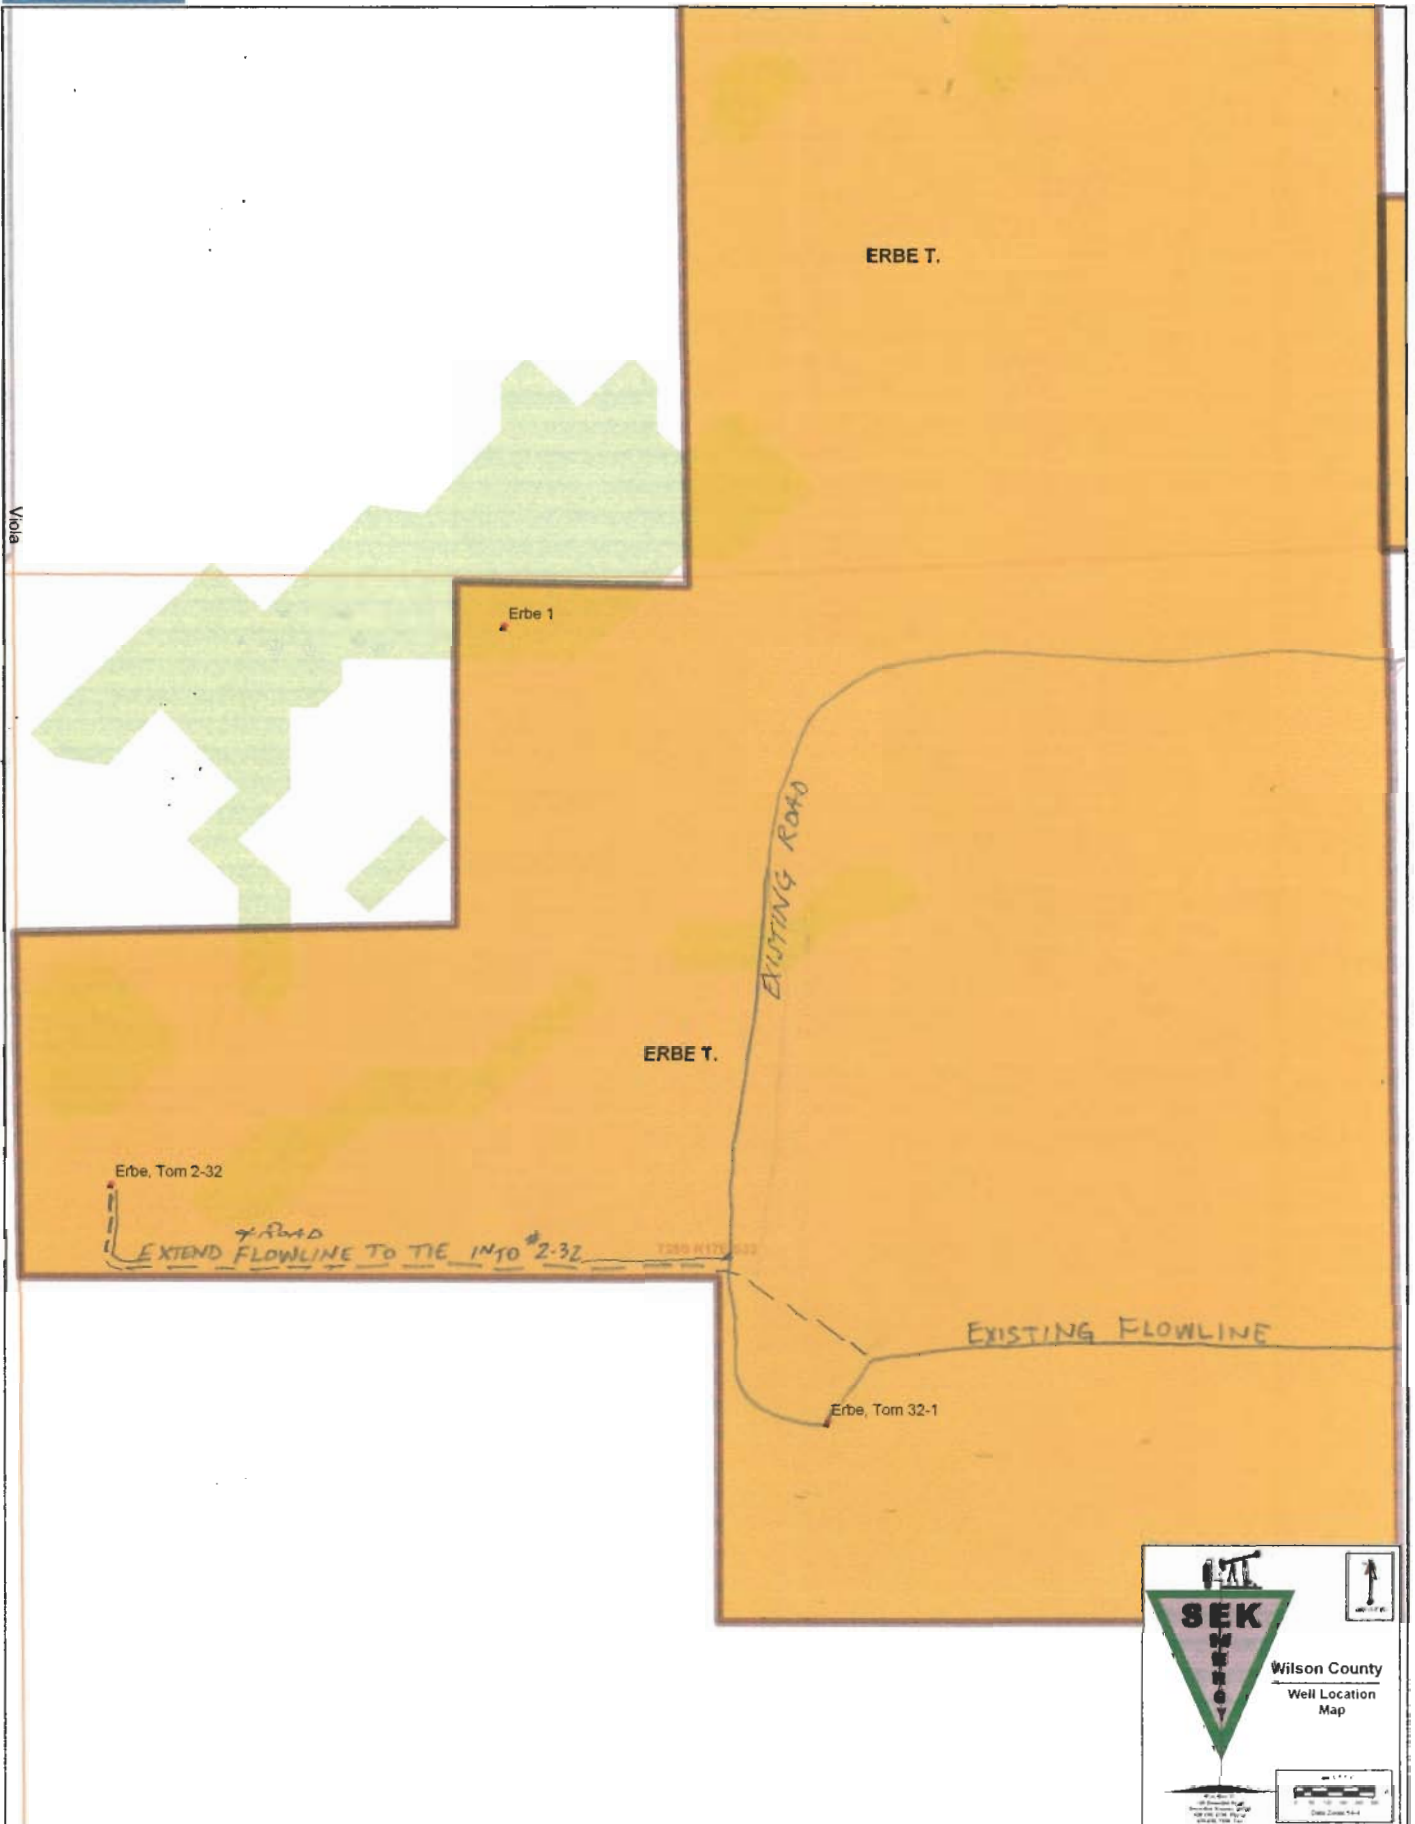 ERBE T.
Viola
Erbe 1
EXISTING ROAD
ERBE T.
Erbe, Tom 2-32
& ROAD
EXTEND FLOWLINE TO TIE INTO #2-32
EXISTING FLOWLINE
Erbe, Tom 32-1
SEK
ENERGY
Wilson County
Well Location
Map